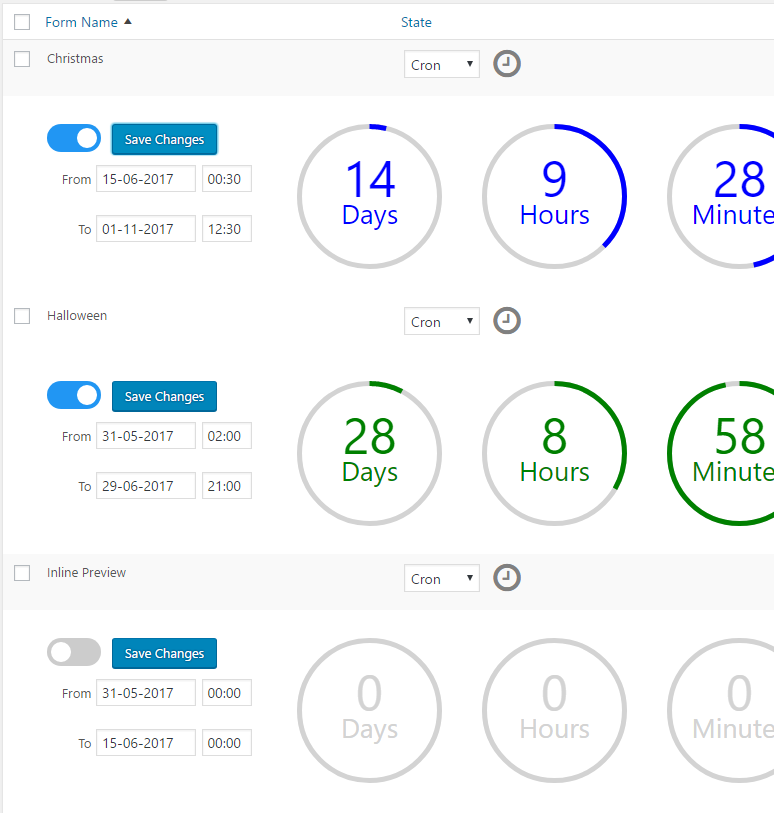 Form Name State
Christmas Cron
Save Changes
From 15-06-2017 00:30
To 01-11-2017 12:30
14 9 28
Days Hours Minute
Halloween Cron
Save Changes
From 31-05-2017 02:00
To 29-06-2017 21:00
28 8 58
Days Hours Minute
Inline Preview Cron
Save Changes
From 31-05-2017 00:00
To 15-06-2017 00:00
0 0 0
Days Hours Minute